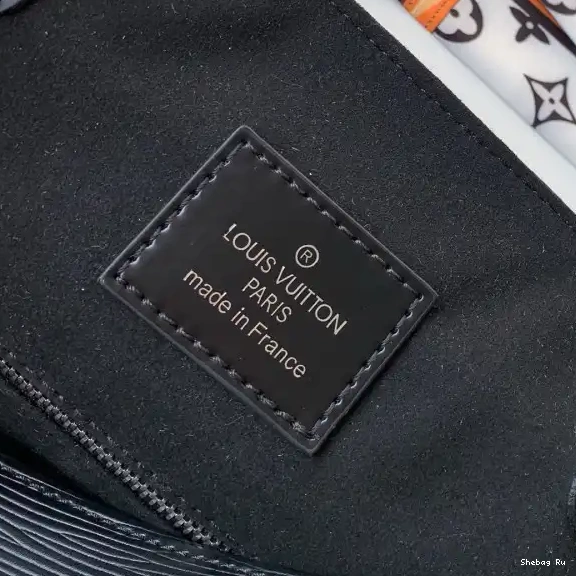 ®
LOUIS VUITTON
PARIS
made in France
Shebag Ru